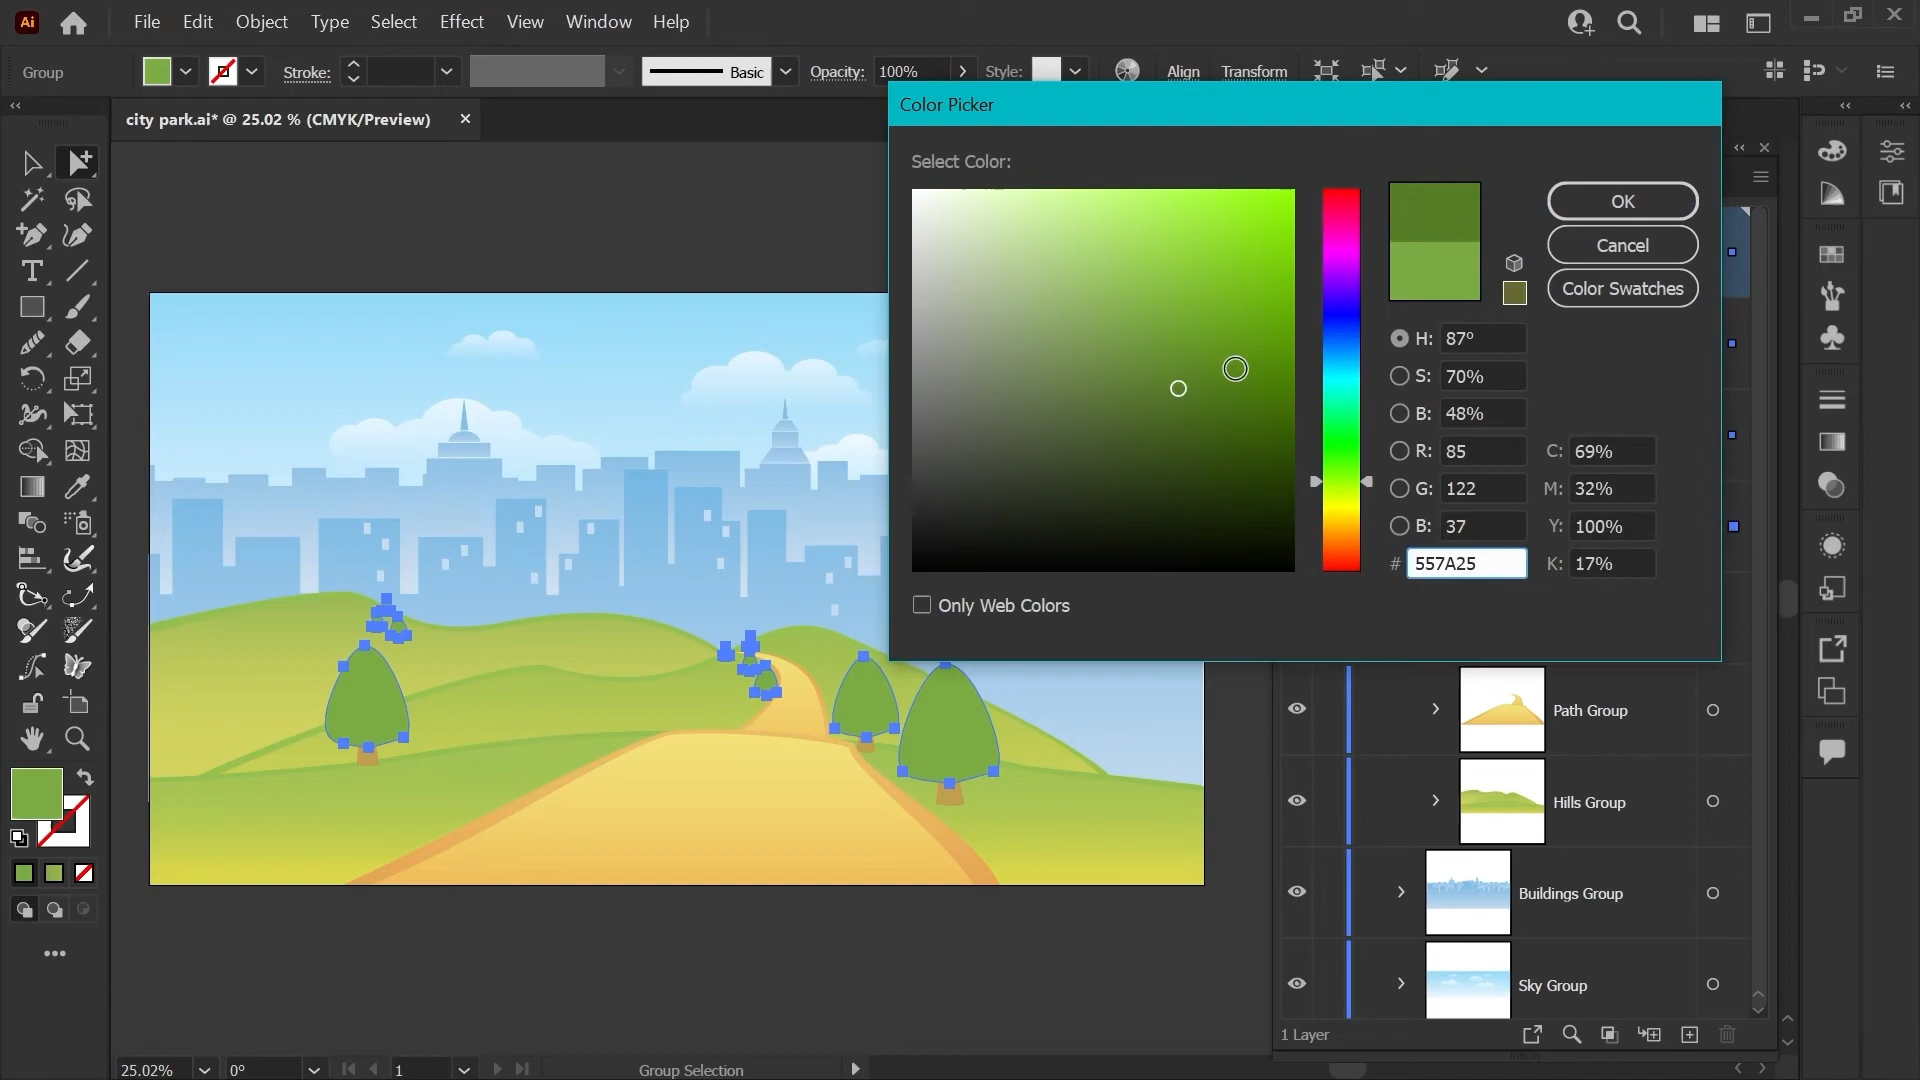 Ai
File Edit Object Type Select Effect View Window Help
Group
Stroke:
Basic
Opacity: 100%
Style:
Align
Transform
city park.ai* @ 25.02 % (CMYK/Preview)
Color Picker
Select Color:
OK
Cancel
Color Swatches
H: 87°
S: 70%
B: 48%
R: 85 C: 69%
G: 122 M: 32%
B: 37 Y: 100%
# 557A25 K: 17%
Only Web Colors
Path Group
Hills Group
Buildings Group
Sky Group
1 Layer
25.02% 0° 1 Group Selection